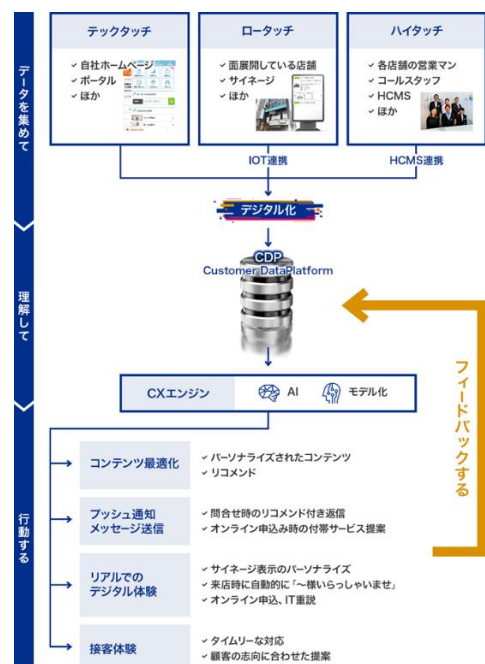 データを集めて
テックタッチ
自社ホームページ
ポータル
ほか
ロータッチ
面展開している店舗
サイネージ
ほか
ハイタッチ
各店舗の営業マン
コールスタッフ
HCMS
ほか
IOT連携
HCMS連携
デジタル化
理解して
CDP
Customer DataPlatform
CXエンジン
AI
モデル化
フィードバックする
行動する
コンテンツ最適化
パーソナライズされたコンテンツ
リコメンド
プッシュ通知
メッセージ送信
問合せ時のリコメンド付き返信
オンライン申込み時の付帯サービス提案
リアルでの
デジタル体験
サイネージ表示のパーソナライズ
来店時に自動的に「～様いらっしゃいませ」
オンライン申込、IT重説
接客体験
タイムリーな対応
顧客の志向に合わせた提案